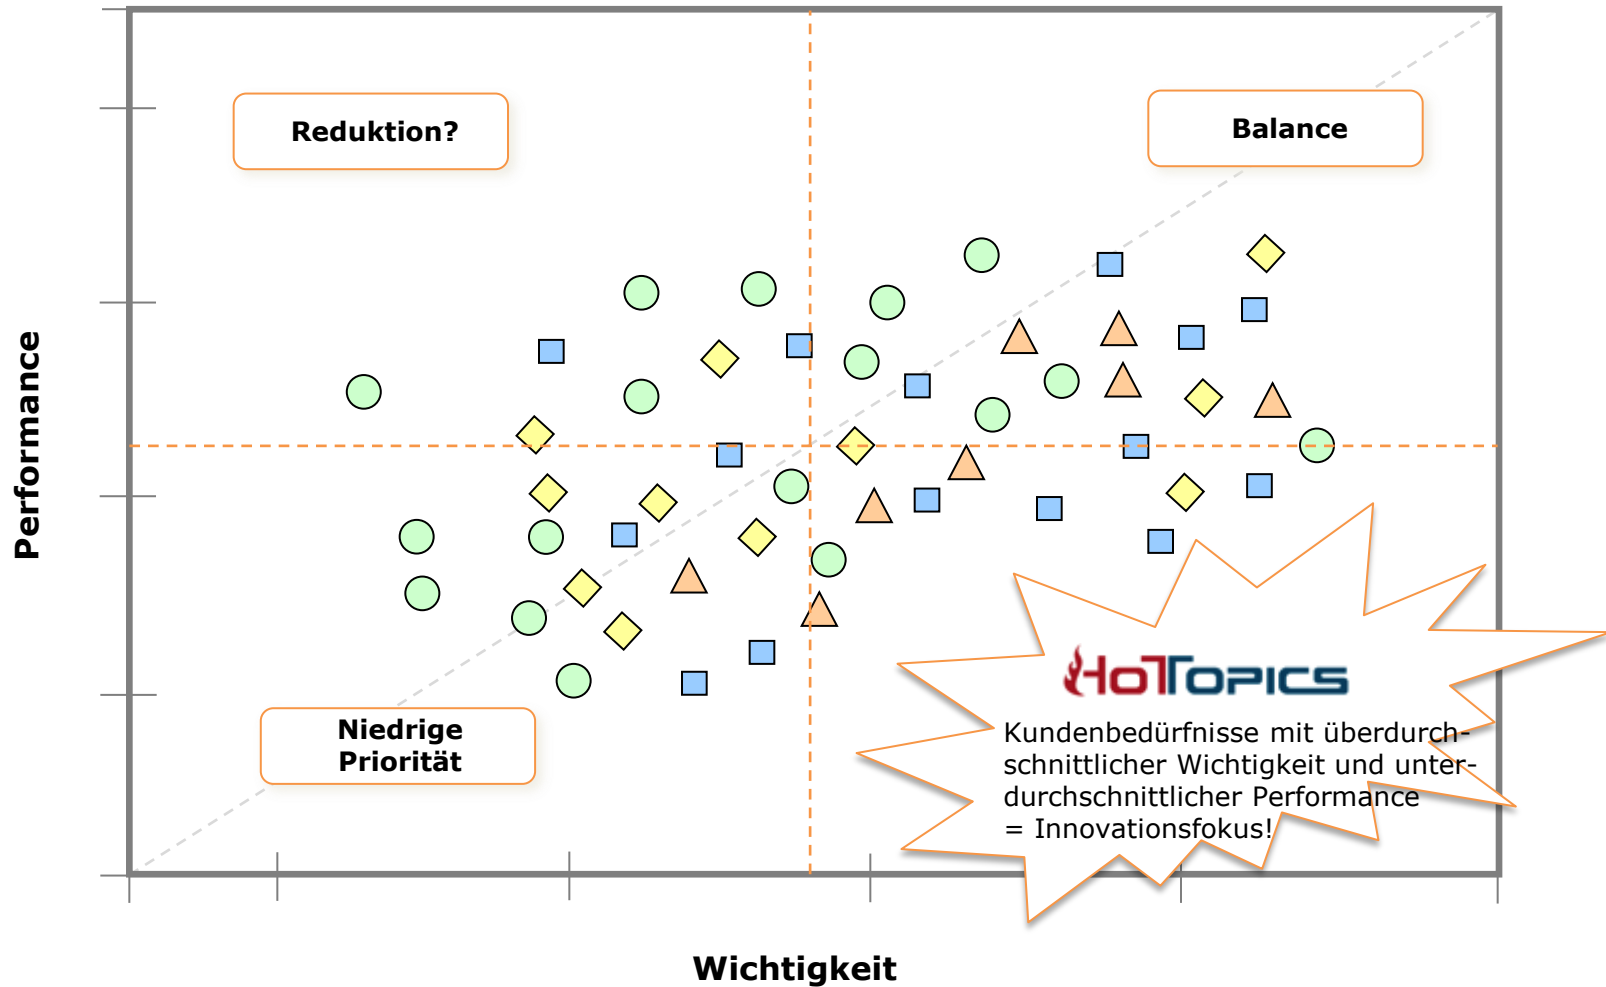 Reduktion?
Balance
Performance
Niedrige
Priorität
HotTopics
Kundenbedürfnisse mit überdurch-
schnittlicher Wichtigkeit und unter-
durchschnittlicher Performance
= Innovationsfokus!
Wichtigkeit